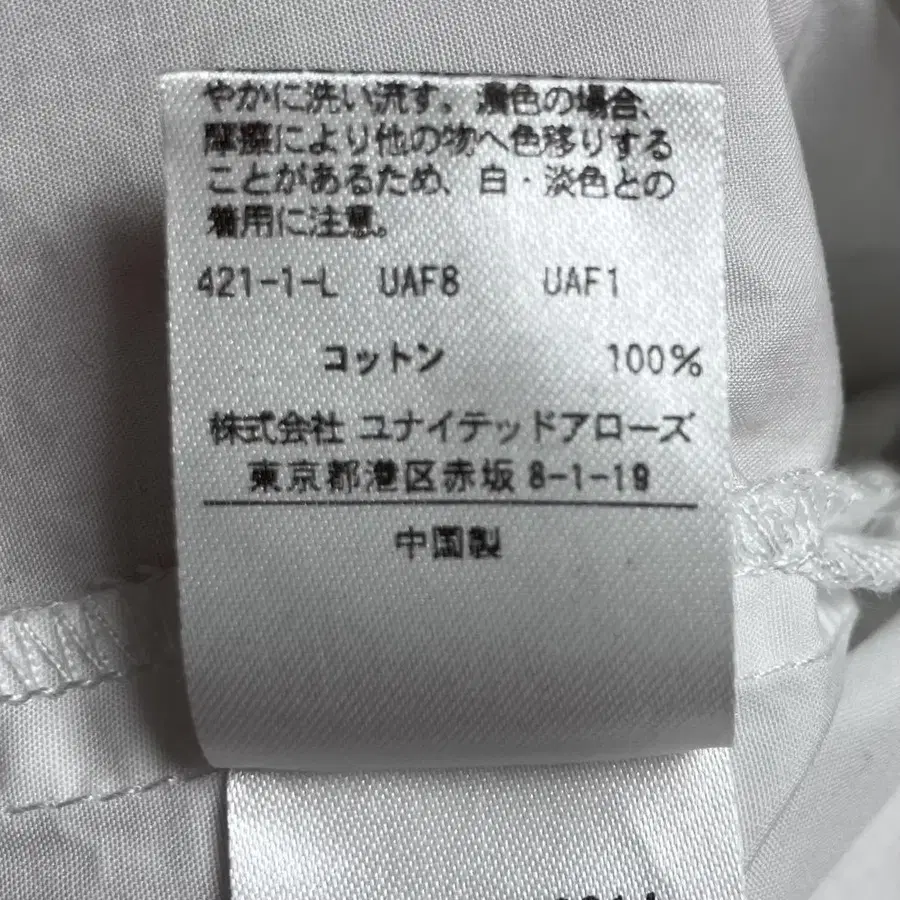 やかに洗い流す。濃色の場合、
摩擦により他の物へ色移りする
ことがあるため、白・淡色との
着用に注意。
421-1-L UAF8 UAF1
コットン 100%
株式会社 ユナイテッドアローズ
東京都港区赤坂 8-1-19
中国製